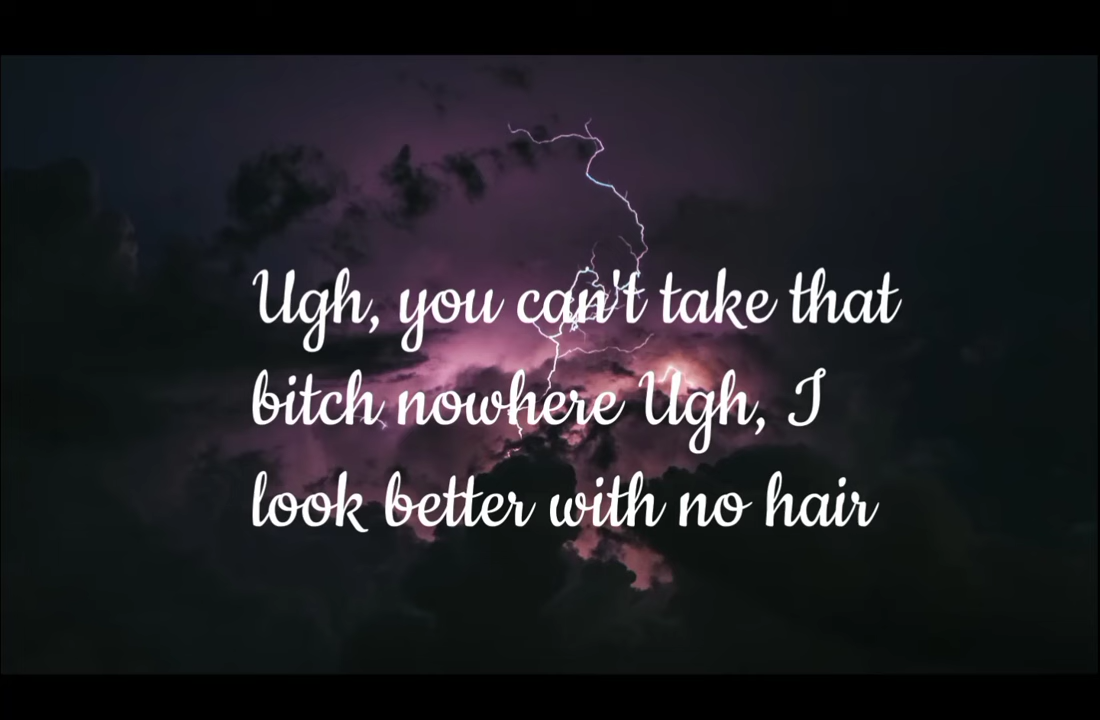 Ugh, you can't take that
bitch nowhere Ugh, I
look better with no hair